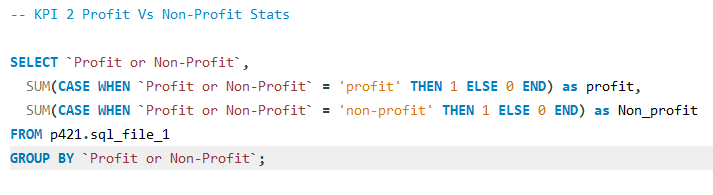 -- KPI 2 Profit Vs Non-Profit Stats
SELECT `Profit or Non-Profit`,
SUM(CASE WHEN `Profit or Non-Profit` = 'profit' THEN 1 ELSE 0 END) as profit,
SUM(CASE WHEN `Profit or Non-Profit` = 'non-profit' THEN 1 ELSE 0 END) as Non_profit
FROM p421.sql_file_1
GROUP BY `Profit or Non-Profit`;